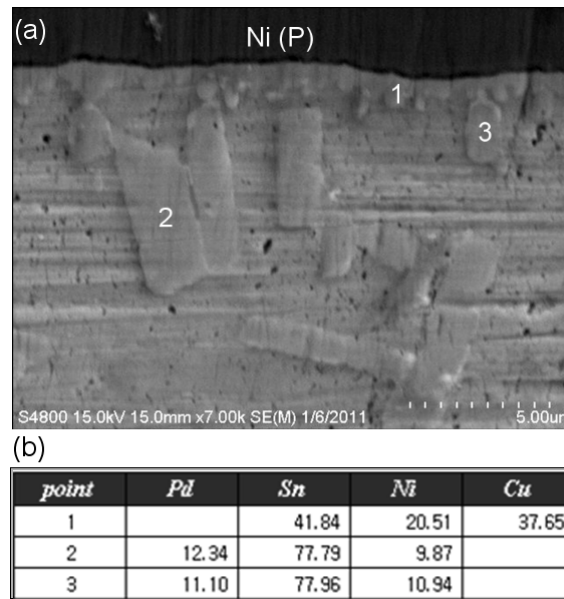 (a)
Ni (P)
1
3
2
S4800 15.0kV 15.0mm x7.00k SE(M) 1/6/2011 5.00um
(b)
point Pd Sn Ni Cu
1 41.84 20.51 37.65
2 12.34 77.79 9.87
3 11.10 77.96 10.94